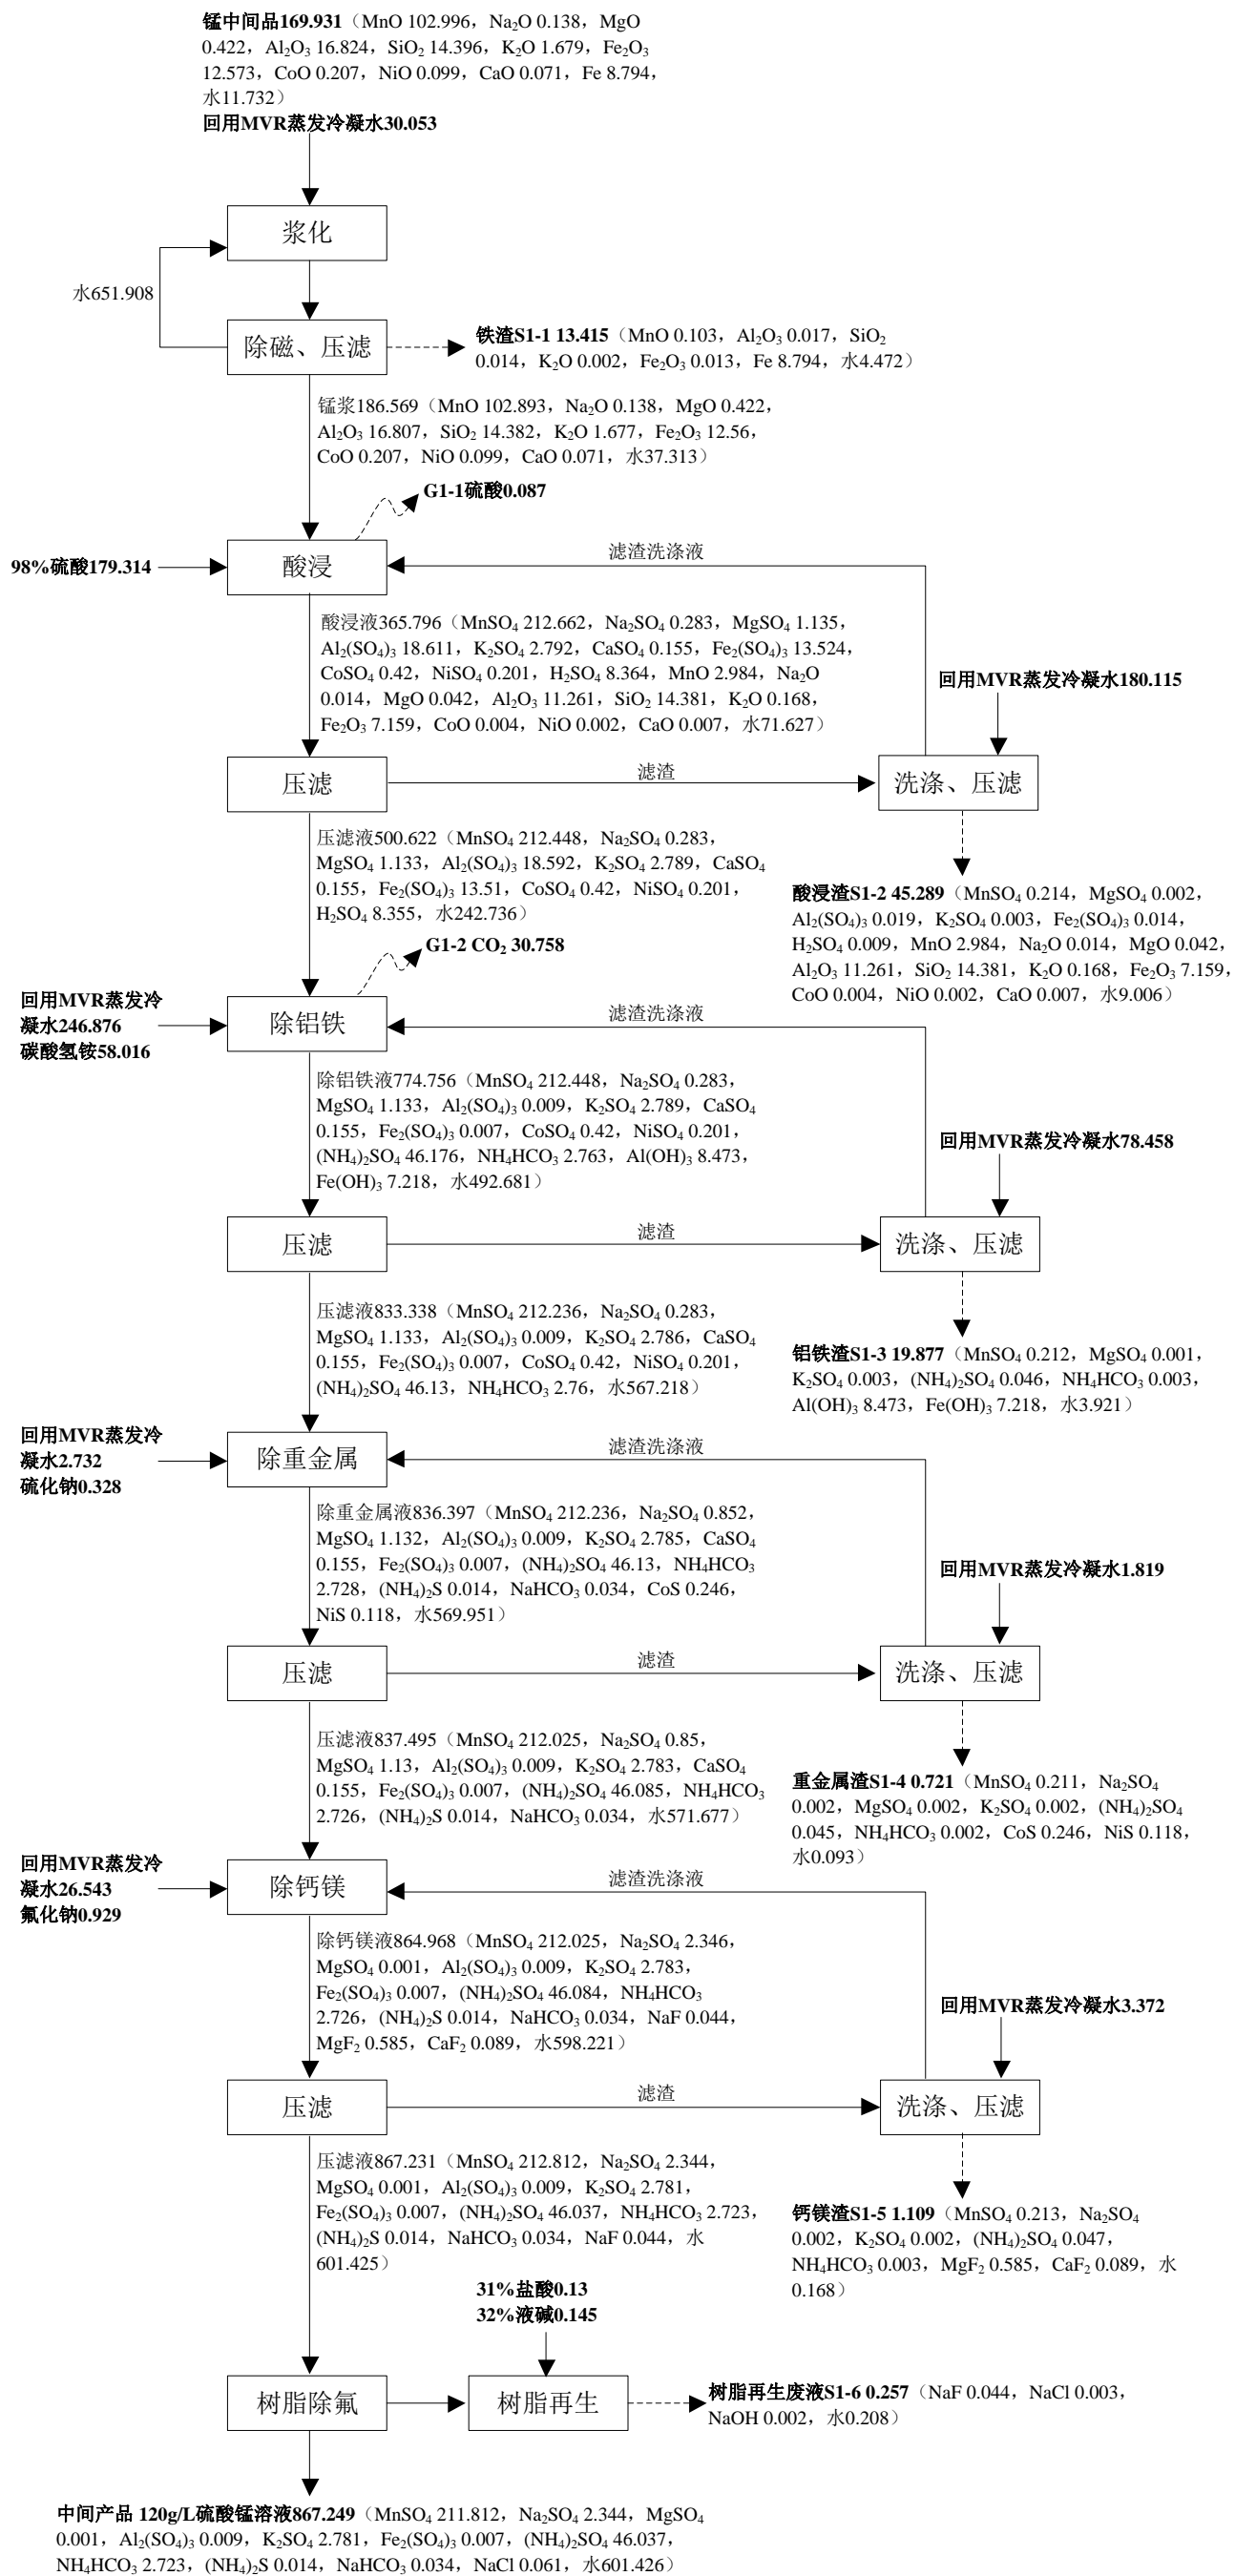 锰中间品169.931（MnO 102.996，Na₂O 0.138，MgO
0.422，Al₂O₃ 16.824，SiO₂ 14.396，K₂O 1.679，Fe₂O₃
12.573，CoO 0.207，NiO 0.099，CaO 0.071，Fe 8.794，
水11.732）
回用MVR蒸发冷凝水30.053
浆化
水651.908
除磁、压滤
铁渣S1-1 13.415（MnO 0.103，Al₂O₃ 0.017，SiO₂
0.014，K₂O 0.002，Fe₂O₃ 0.013，Fe 8.794，水4.472）
锰浆186.569（MnO 102.893，Na₂O 0.138，MgO 0.422，
Al₂O₃ 16.807，SiO₂ 14.382，K₂O 1.677，Fe₂O₃ 12.56，
CoO 0.207，NiO 0.099，CaO 0.071，水37.313）
G1-1硫酸0.087
98%硫酸179.314
酸浸
滤渣洗涤液
酸浸液365.796（MnSO₄ 212.662，Na₂SO₄ 0.283，MgSO₄ 1.135，
Al₂(SO₄)₃ 18.611，K₂SO₄ 2.792，CaSO₄ 0.155，Fe₂(SO₄)₃ 13.524，
CoSO₄ 0.42，NiSO₄ 0.201，H₂SO₄ 8.364，MnO 2.984，Na₂O
0.014，MgO 0.042，Al₂O₃ 11.261，SiO₂ 14.381，K₂O 0.168，
Fe₂O₃ 7.159，CoO 0.004，NiO 0.002，CaO 0.007，水71.627）
回用MVR蒸发冷凝水180.115
压滤
滤渣
洗涤、压滤
压滤液500.622（MnSO₄ 212.448，Na₂SO₄ 0.283，
MgSO₄ 1.133，Al₂(SO₄)₃ 18.592，K₂SO₄ 2.789，CaSO₄
0.155，Fe₂(SO₄)₃ 13.51，CoSO₄ 0.42，NiSO₄ 0.201，
H₂SO₄ 8.355，水242.736）
酸浸渣S1-2 45.289（MnSO₄ 0.214，MgSO₄ 0.002，
Al₂(SO₄)₃ 0.019，K₂SO₄ 0.003，Fe₂(SO₄)₃ 0.014，
H₂SO₄ 0.009，MnO 2.984，Na₂O 0.014，MgO 0.042，
Al₂O₃ 11.261，SiO₂ 14.381，K₂O 0.168，Fe₂O₃ 7.159，
CoO 0.004，NiO 0.002，CaO 0.007，水9.006）
G1-2 CO₂ 30.758
回用MVR蒸发冷
凝水246.876
碳酸氢铵58.016
除铝铁
滤渣洗涤液
除铝铁液774.756（MnSO₄ 212.448，Na₂SO₄ 0.283，
MgSO₄ 1.133，Al₂(SO₄)₃ 0.009，K₂SO₄ 2.789，CaSO₄
0.155，Fe₂(SO₄)₃ 0.007，CoSO₄ 0.42，NiSO₄ 0.201，
(NH₄)₂SO₄ 46.176，NH₄HCO₃ 2.763，Al(OH)₃ 8.473，
Fe(OH)₃ 7.218，水492.681）
回用MVR蒸发冷凝水78.458
压滤
滤渣
洗涤、压滤
压滤液833.338（MnSO₄ 212.236，Na₂SO₄ 0.283，
MgSO₄ 1.133，Al₂(SO₄)₃ 0.009，K₂SO₄ 2.786，CaSO₄
0.155，Fe₂(SO₄)₃ 0.007，CoSO₄ 0.42，NiSO₄ 0.201，
(NH₄)₂SO₄ 46.13，NH₄HCO₃ 2.76，水567.218）
铝铁渣S1-3 19.877（MnSO₄ 0.212，MgSO₄ 0.001，
K₂SO₄ 0.003，(NH₄)₂SO₄ 0.046，NH₄HCO₃ 0.003，
Al(OH)₃ 8.473，Fe(OH)₃ 7.218，水3.921）
回用MVR蒸发冷
凝水2.732
硫化钠0.328
除重金属
滤渣洗涤液
除重金属液836.397（MnSO₄ 212.236，Na₂SO₄ 0.852，
MgSO₄ 1.132，Al₂(SO₄)₃ 0.009，K₂SO₄ 2.785，CaSO₄
0.155，Fe₂(SO₄)₃ 0.007，(NH₄)₂SO₄ 46.13，NH₄HCO₃
2.728，(NH₄)₂S 0.014，NaHCO₃ 0.034，CoS 0.246，
NiS 0.118，水569.951）
回用MVR蒸发冷凝水1.819
压滤
滤渣
洗涤、压滤
压滤液837.495（MnSO₄ 212.025，Na₂SO₄ 0.85，
MgSO₄ 1.13，Al₂(SO₄)₃ 0.009，K₂SO₄ 2.783，CaSO₄
0.155，Fe₂(SO₄)₃ 0.007，(NH₄)₂SO₄ 46.085，NH₄HCO₃
2.726，(NH₄)₂S 0.014，NaHCO₃ 0.034，水571.677）
重金属渣S1-4 0.721（MnSO₄ 0.211，Na₂SO₄
0.002，MgSO₄ 0.002，K₂SO₄ 0.002，(NH₄)₂SO₄
0.045，NH₄HCO₃ 0.002，CoS 0.246，NiS 0.118，
水0.093）
回用MVR蒸发冷
凝水26.543
氟化钠0.929
除钙镁
滤渣洗涤液
除钙镁液864.968（MnSO₄ 212.025，Na₂SO₄ 2.346，
MgSO₄ 0.001，Al₂(SO₄)₃ 0.009，K₂SO₄ 2.783，
Fe₂(SO₄)₃ 0.007，(NH₄)₂SO₄ 46.084，NH₄HCO₃
2.726，(NH₄)₂S 0.014，NaHCO₃ 0.034，NaF 0.044，
MgF₂ 0.585，CaF₂ 0.089，水598.221）
回用MVR蒸发冷凝水3.372
压滤
滤渣
洗涤、压滤
压滤液867.231（MnSO₄ 212.812，Na₂SO₄ 2.344，
MgSO₄ 0.001，Al₂(SO₄)₃ 0.009，K₂SO₄ 2.781，
Fe₂(SO₄)₃ 0.007，(NH₄)₂SO₄ 46.037，NH₄HCO₃ 2.723，
(NH₄)₂S 0.014，NaHCO₃ 0.034，NaF 0.044，水
601.425）
钙镁渣S1-5 1.109（MnSO₄ 0.213，Na₂SO₄
0.002，K₂SO₄ 0.002，(NH₄)₂SO₄ 0.047，
NH₄HCO₃ 0.003，MgF₂ 0.585，CaF₂ 0.089，水
0.168）
31%盐酸0.13
32%液碱0.145
树脂除氟
树脂再生
树脂再生废液S1-6 0.257（NaF 0.044，NaCl 0.003，
NaOH 0.002，水0.208）
中间产品 120g/L硫酸锰溶液867.249（MnSO₄ 211.812，Na₂SO₄ 2.344，MgSO₄
0.001，Al₂(SO₄)₃ 0.009，K₂SO₄ 2.781，Fe₂(SO₄)₃ 0.007，(NH₄)₂SO₄ 46.037，
NH₄HCO₃ 2.723，(NH₄)₂S 0.014，NaHCO₃ 0.034，NaCl 0.061，水601.426）